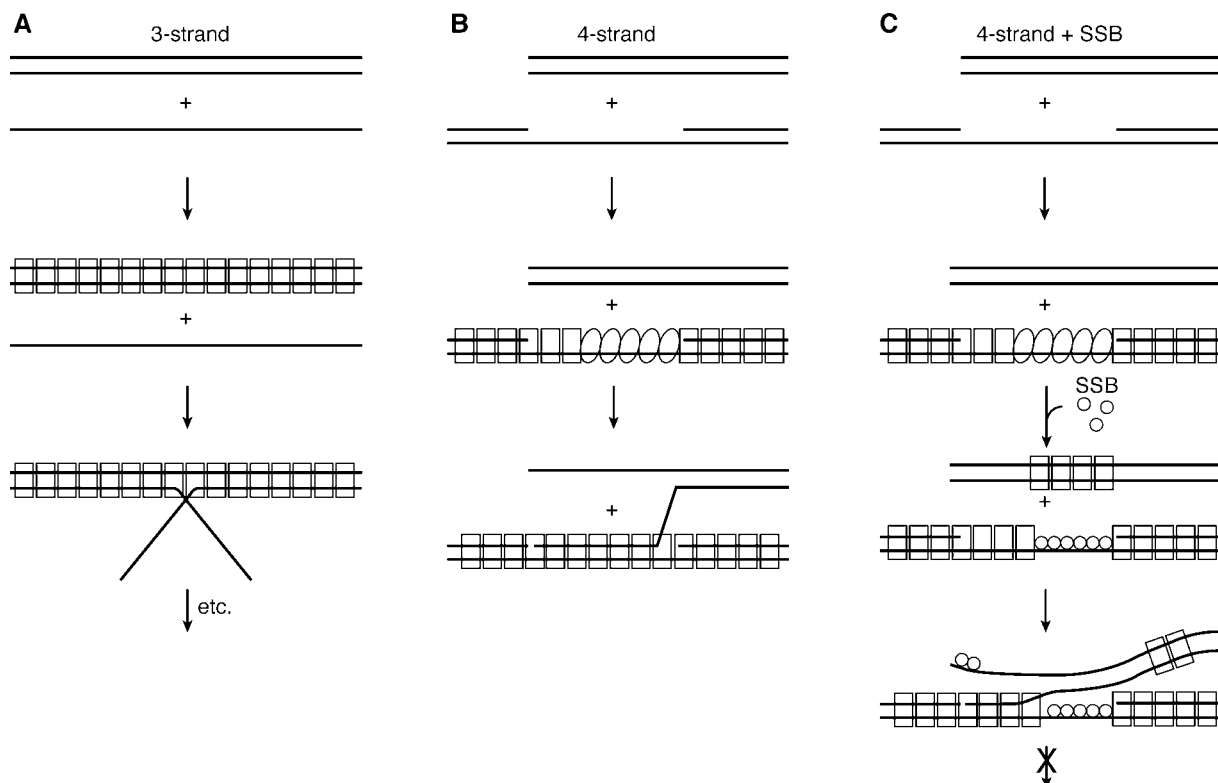 A
3-strand
+
+
etc.
B
4-strand
+
+
+
C
4-strand + SSB
+
+
SSB
+
X